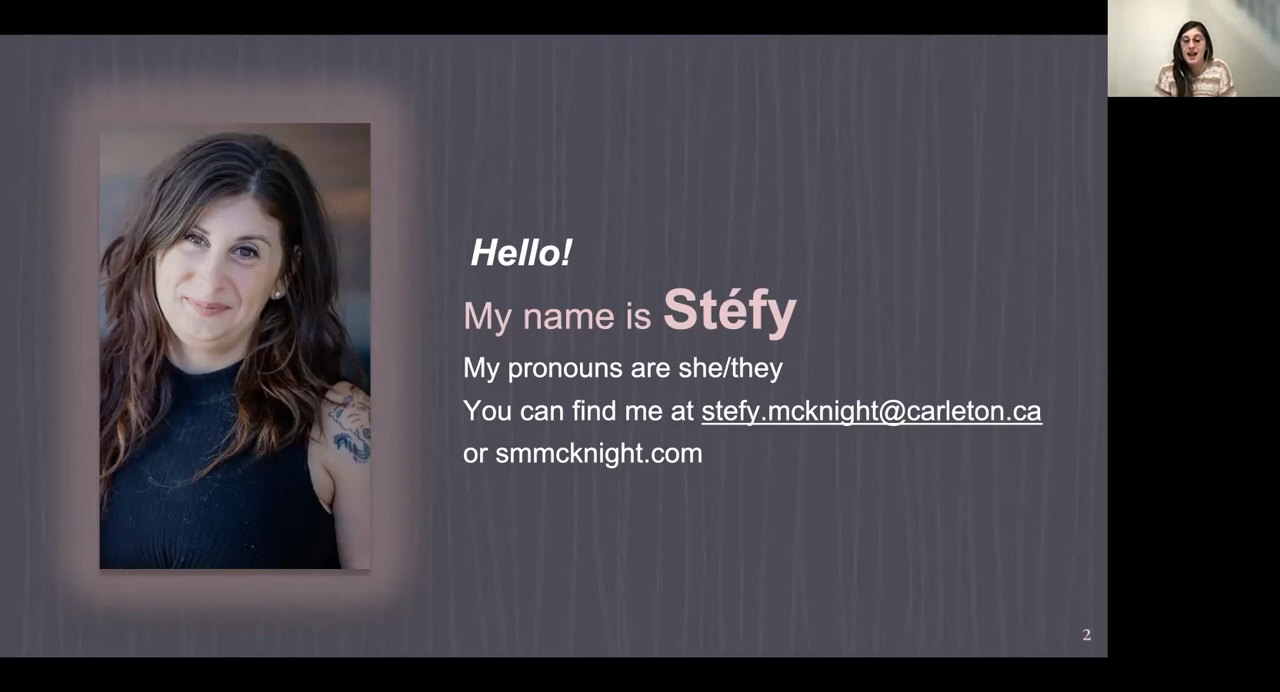 Hello!
My name is Stéfy
My pronouns are she/they
You can find me at stefy.mcknight@carleton.ca
or smmcknight.com
2